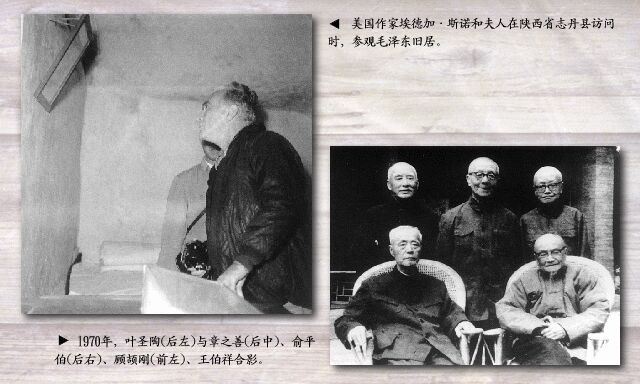 ◀ 美国作家埃德加·斯诺和夫人在陕西省志丹县访问
时，参观毛泽东旧居。
▶ 1970年，叶圣陶(后左)与章之善(后中)、俞平
伯(后右)、顾颉刚(前左)、王伯祥合影。